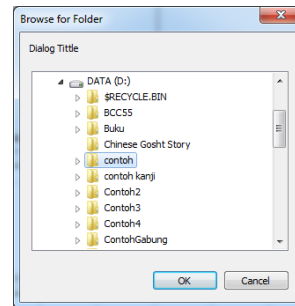 Browse for Folder
Dialog Tittle
DATA (D:)
$RECYCLE.BIN
BCC55
Buku
Chinese Gosht Story
contoh
contoh kanji
Contoh2
Contoh3
Contoh4
ContohGabung
OK Cancel